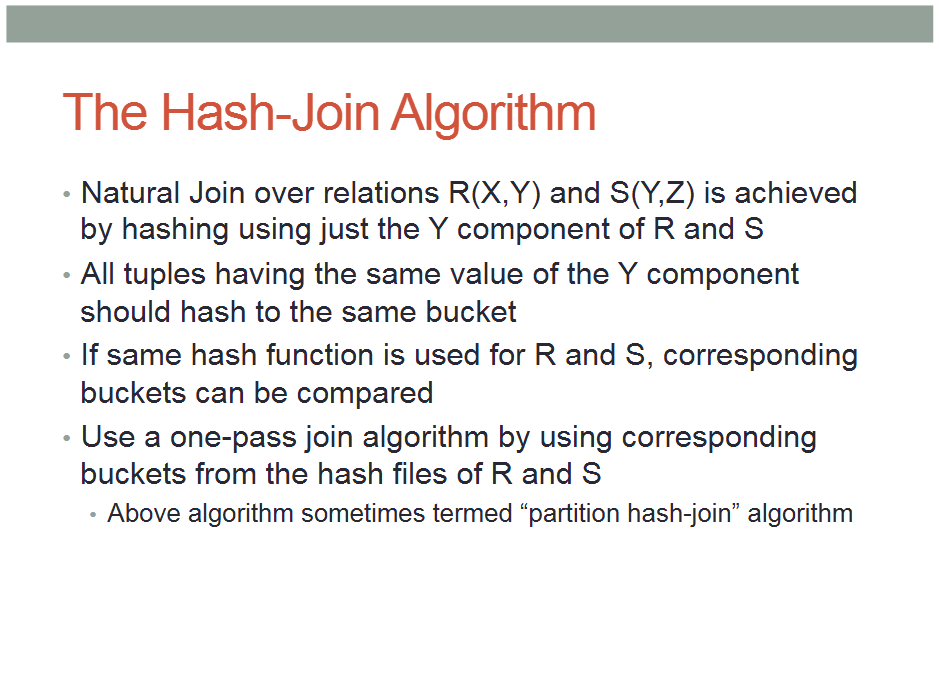 The Hash-Join Algorithm
• Natural Join over relations R(X,Y) and S(Y,Z) is achieved
by hashing using just the Y component of R and S
• All tuples having the same value of the Y component
should hash to the same bucket
• If same hash function is used for R and S, corresponding
buckets can be compared
• Use a one-pass join algorithm by using corresponding
buckets from the hash files of R and S
• Above algorithm sometimes termed “partition hash-join” algorithm